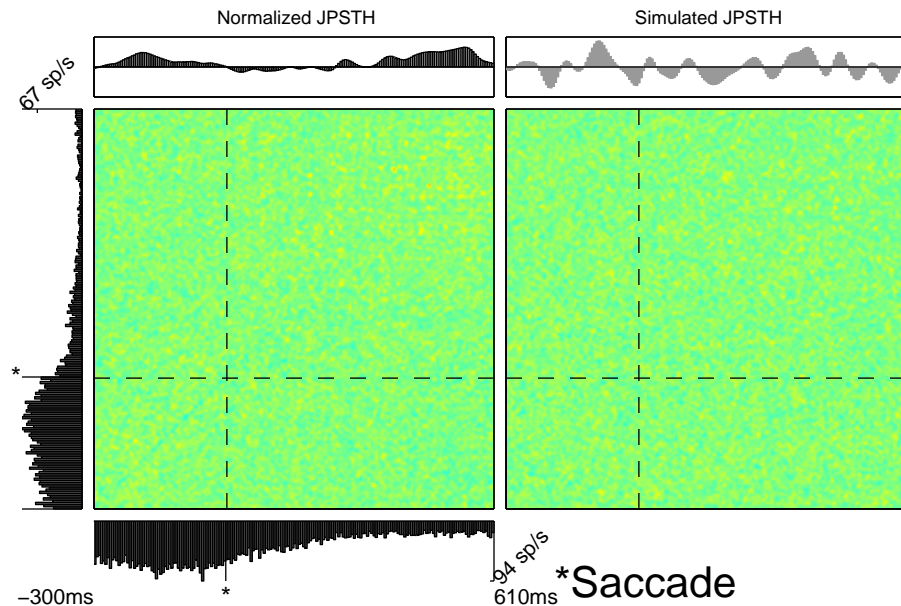 Normalized JPSTH
Simulated JPSTH
67 sp/s
*
94 sp/s
−300ms
*
610ms
*Saccade